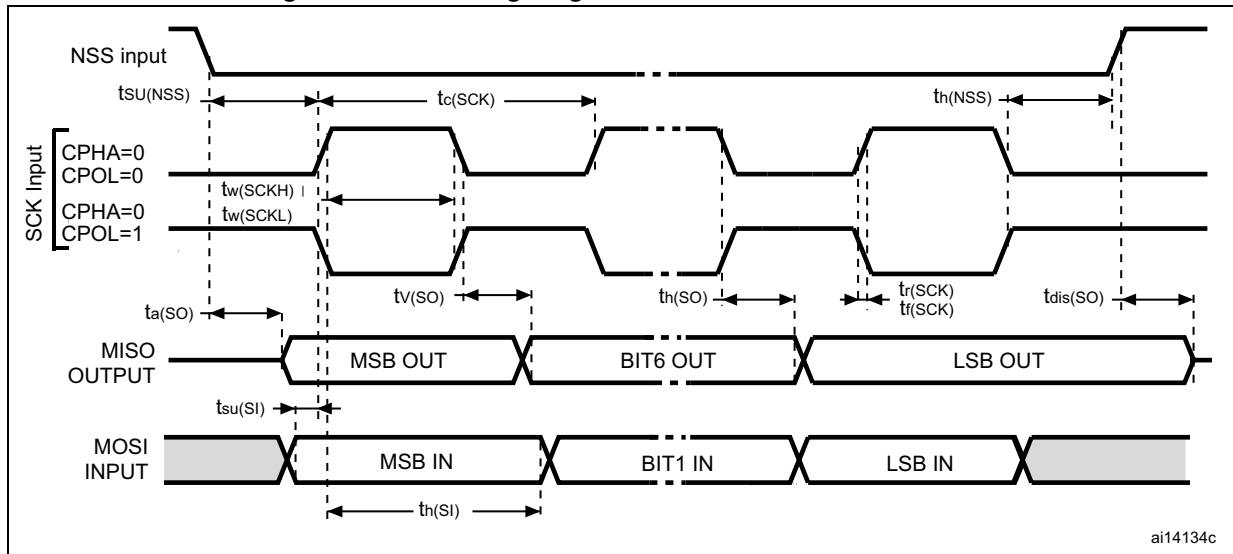 NSS input
tSU(NSS)
tc(SCK)
th(NSS)
SCK Input
CPHA=0
CPOL=0
tw(SCKH)
CPHA=0
tw(SCKL)
CPOL=1
tV(SO)
th(SO)
tr(SCK)
tf(SCK)
tdis(SO)
ta(SO)
MISO
OUTPUT
MSB OUT
BIT6 OUT
LSB OUT
tsu(SI)
MOSI
INPUT
MSB IN
BIT1 IN
LSB IN
th(SI)
ai14134c